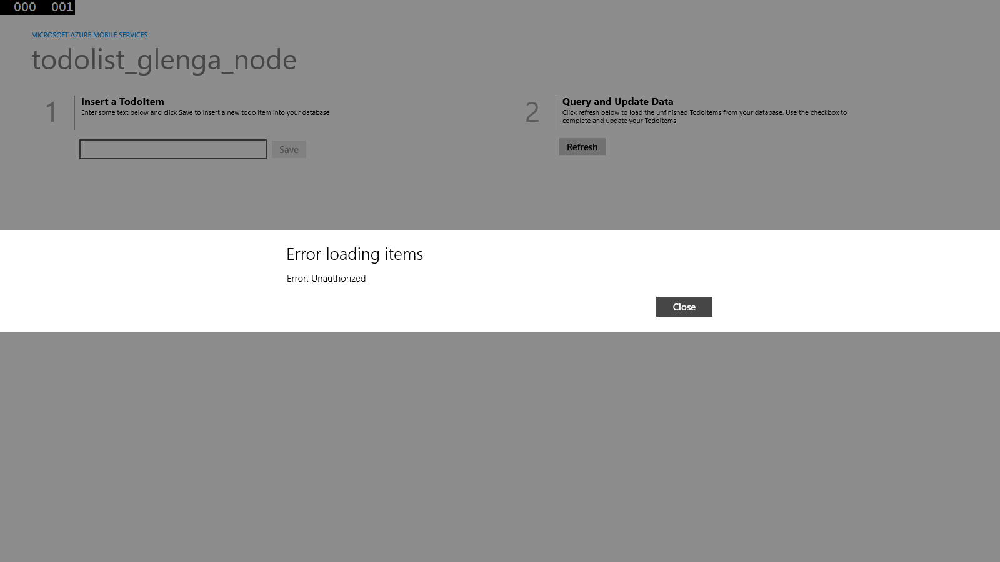 000 001
MICROSOFT AZURE MOBILE SERVICES
todolist_glenga_node
1
Insert a TodoItem
Enter some text below and click Save to insert a new todo item into your database
Save
2
Query and Update Data
Click refresh below to load the unfinished TodoItems from your database. Use the checkbox to
complete and update your TodoItems
Refresh
Error loading items
Error: Unauthorized
Close